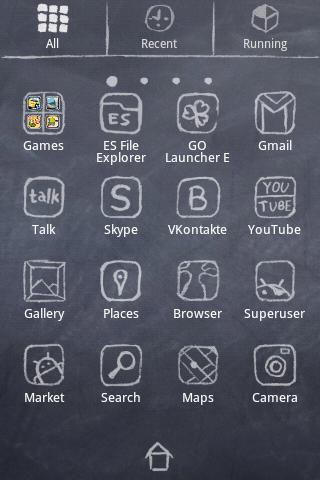 All
Recent
Running
Games
ES
ES File
Explorer
GO
Launcher E
Gmail
talk
Talk
S
Skype
B
VKontakte
YOU
TUBE
YouTube
Gallery
Places
Browser
Superuser
Market
Search
Maps
Camera